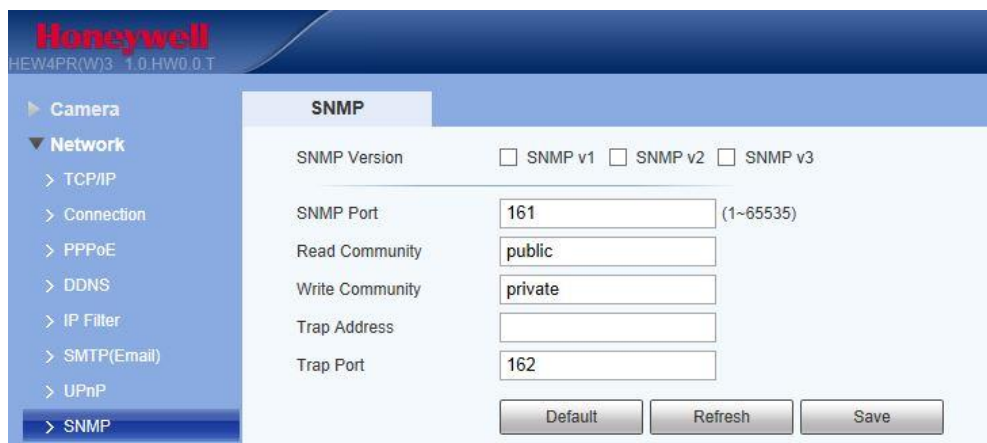 Honeywell
HEW4PR(W)3 1.0.HW0.0.T
Camera
Network
TCP/IP
Connection
PPPoE
DDNS
IP Filter
SMTP(Email)
UPnP
SNMP
SNMP
SNMP Version SNMP v1 SNMP v2 SNMP v3
SNMP Port 161 (1~65535)
Read Community public
Write Community private
Trap Address
Trap Port 162
Default Refresh Save